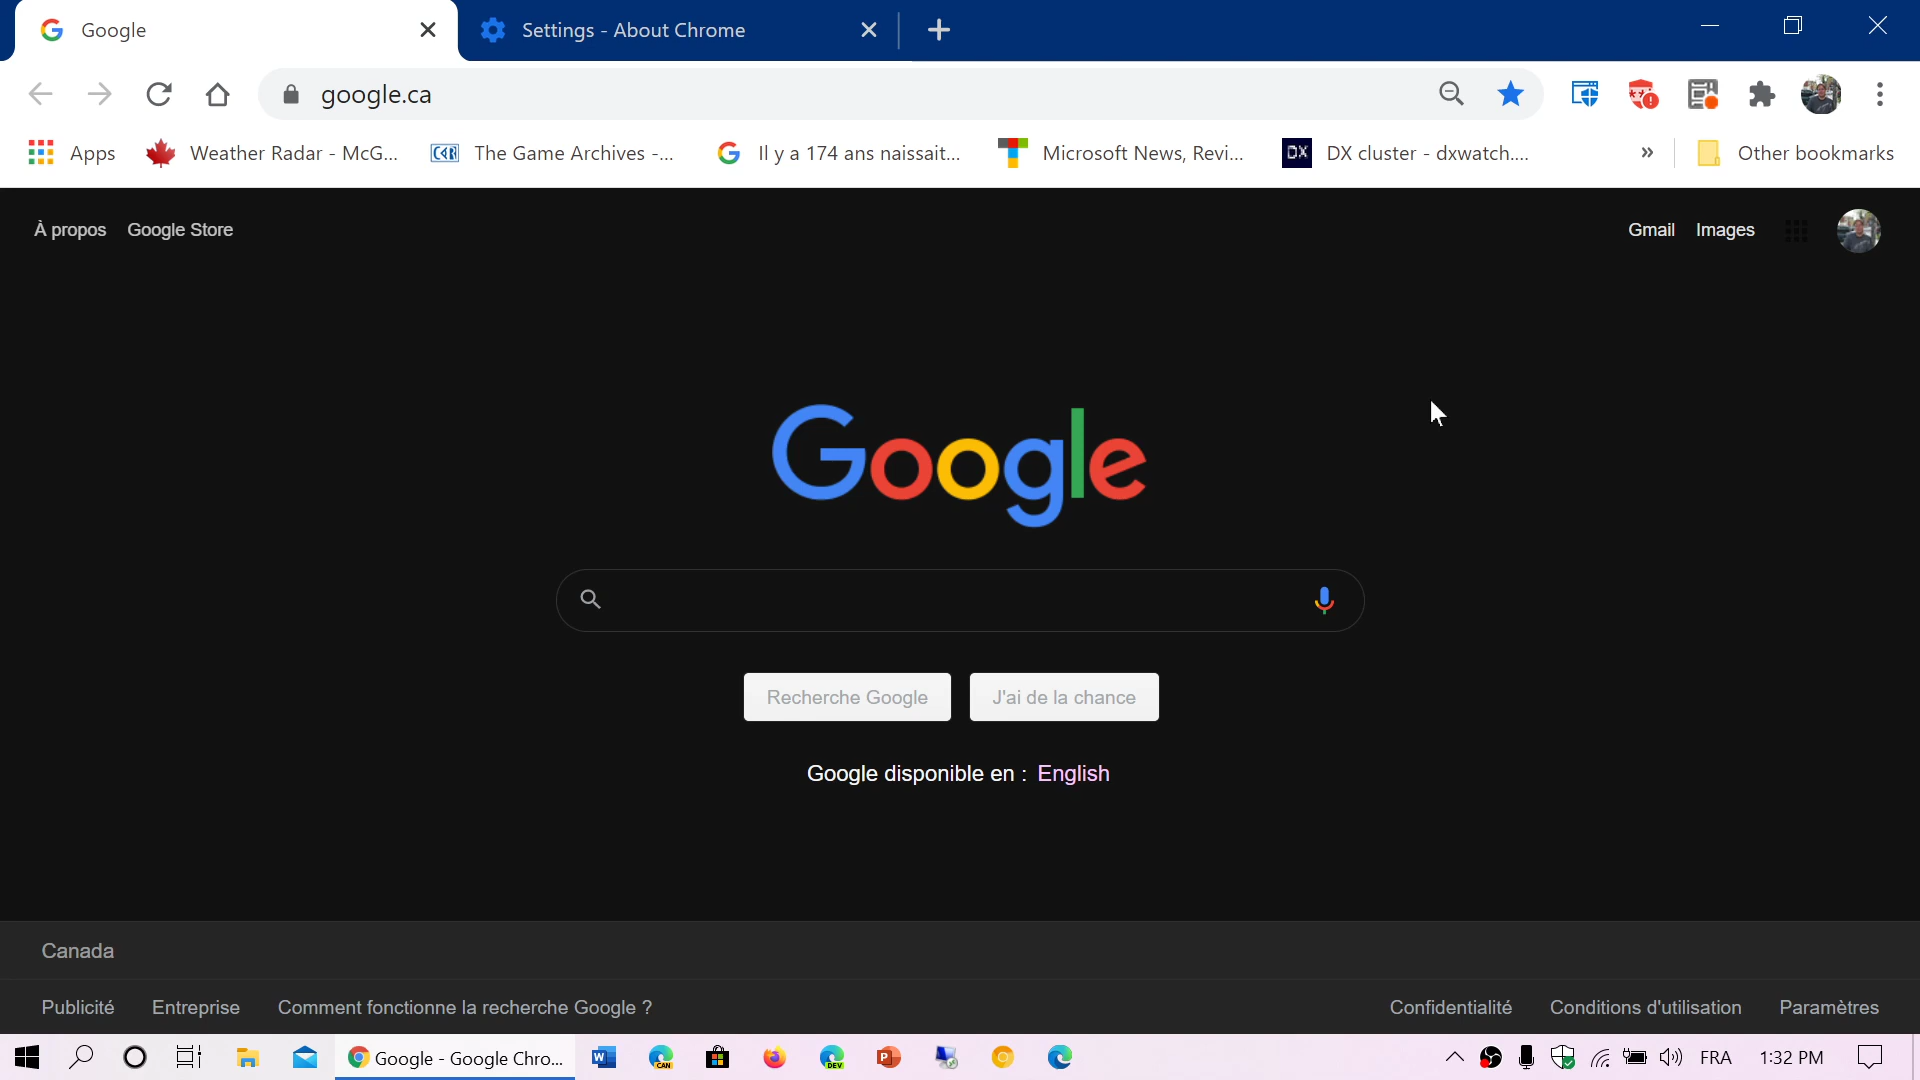 Google
Settings - About Chrome
google.ca
Apps
Weather Radar - McG...
C&R
The Game Archives -...
Il y a 174 ans naissait...
Microsoft News, Revi...
DX
DX cluster - dxwatch....
»
Other bookmarks
À propos
Google Store
Gmail
Images
Google
Recherche Google
J'ai de la chance
Google disponible en : English
Canada
Publicité
Entreprise
Comment fonctionne la recherche Google ?
Confidentialité
Conditions d'utilisation
Paramètres
Google - Google Chro...
W
CAN
DEV
P
FRA
1:32 PM